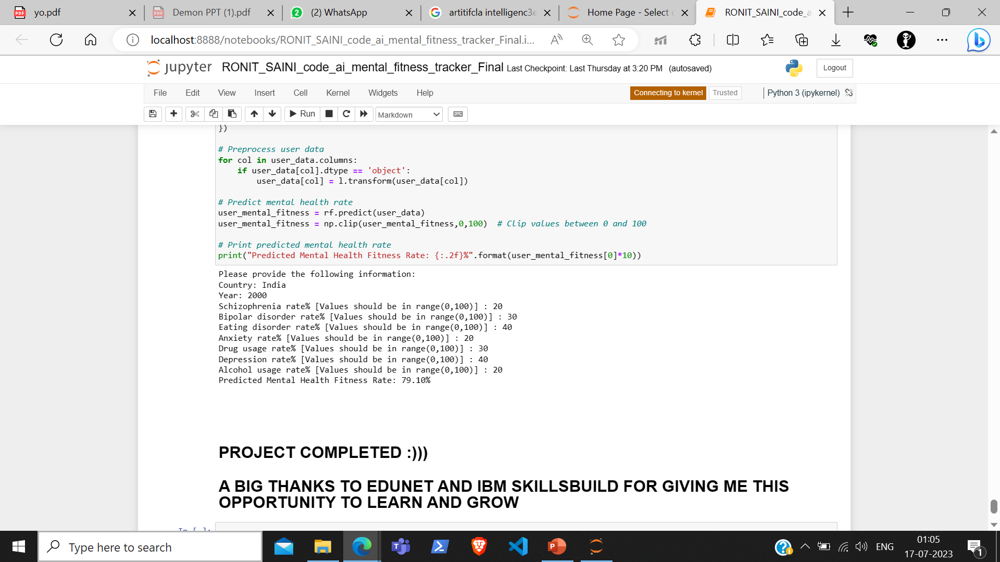 yo.pdf
Demon PPT (1).pdf
(2) WhatsApp
artitifcla intelligenc3e
Home Page - Select
RONIT_SAINI_code_a
localhost:8888/notebooks/RONIT_SAINI_code_ai_mental_fitness_tracker_Final.i...
jupyter RONIT_SAINI_code_ai_mental_fitness_tracker_Final Last Checkpoint: Last Thursday at 3:20 PM (autosaved)
Logout
File Edit View Insert Cell Kernel Widgets Help
Connecting to kernel Trusted Python 3 (ipykernel)
Run Markdown
})
# Preprocess user data
for col in user_data.columns:
    if user_data[col].dtype == 'object':
        user_data[col] = l.transform(user_data[col])
# Predict mental health rate
user_mental_fitness = rf.predict(user_data)
user_mental_fitness = np.clip(user_mental_fitness,0,100)  # Clip values between 0 and 100
# Print predicted mental health rate
print("Predicted Mental Health Fitness Rate: {:.2f}%".format(user_mental_fitness[0]*10))
Please provide the following information:
Country: India
Year: 2000
Schizophrenia rate% [Values should be in range(0,100)] : 20
Bipolar disorder rate% [Values should be in range(0,100)] : 30
Eating disorder rate% [Values should be in range(0,100)] : 40
Anxiety rate% [Values should be in range(0,100)] : 20
Drug usage rate% [Values should be in range(0,100)] : 30
Depression rate% [Values should be in range(0,100)] : 40
Alcohol usage rate% [Values should be in range(0,100)] : 20
Predicted Mental Health Fitness Rate: 79.10%
PROJECT COMPLETED :)))
A BIG THANKS TO EDUNET AND IBM SKILLSBUILD FOR GIVING ME THIS
OPPORTUNITY TO LEARN AND GROW
In [ ]:
Type here to search
ENG
01:05
17-07-2023
1